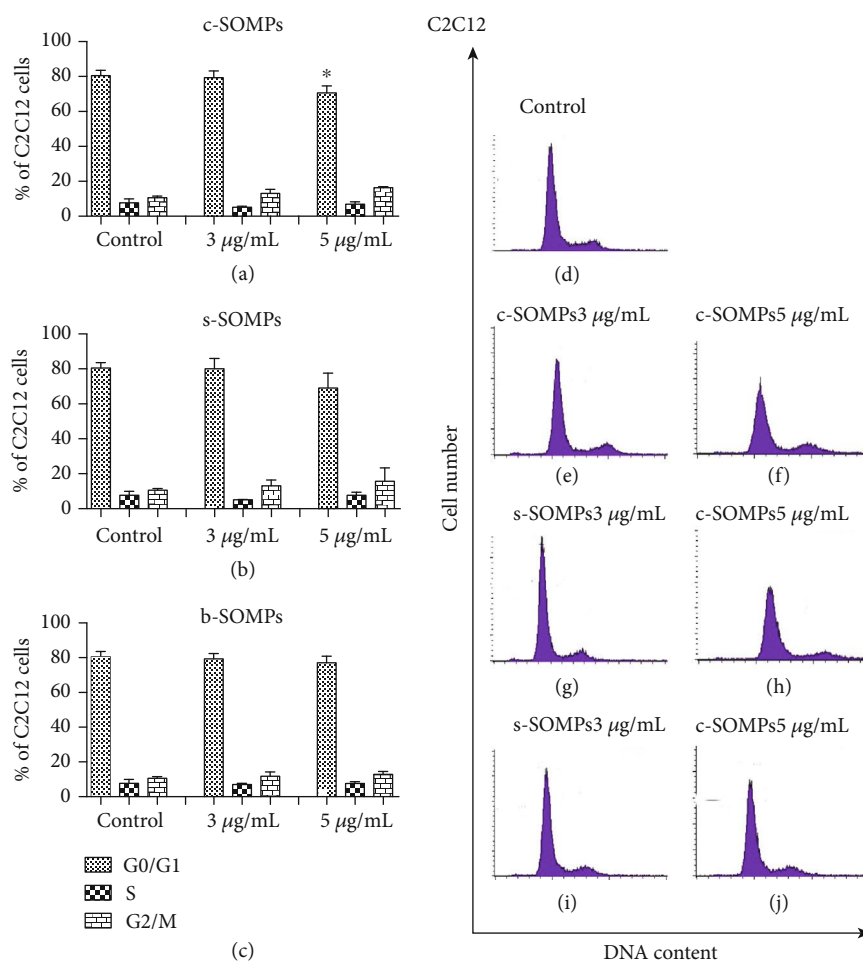 c-SOMPs
% of C2C12 cells
100
80
60
40
20
0
*
Control
3 μg/mL
5 μg/mL
(a)
s-SOMPs
% of C2C12 cells
100
80
60
40
20
0
Control
3 μg/mL
5 μg/mL
(b)
b-SOMPs
% of C2C12 cells
100
80
60
40
20
0
Control
3 μg/mL
5 μg/mL
G0/G1
S
G2/M
(c)
C2C12
Cell number
Control
(d)
c-SOMPs3 μg/mL
c-SOMPs5 μg/mL
(e)
(f)
s-SOMPs3 μg/mL
c-SOMPs5 μg/mL
(g)
(h)
s-SOMPs3 μg/mL
c-SOMPs5 μg/mL
(i)
(j)
DNA content